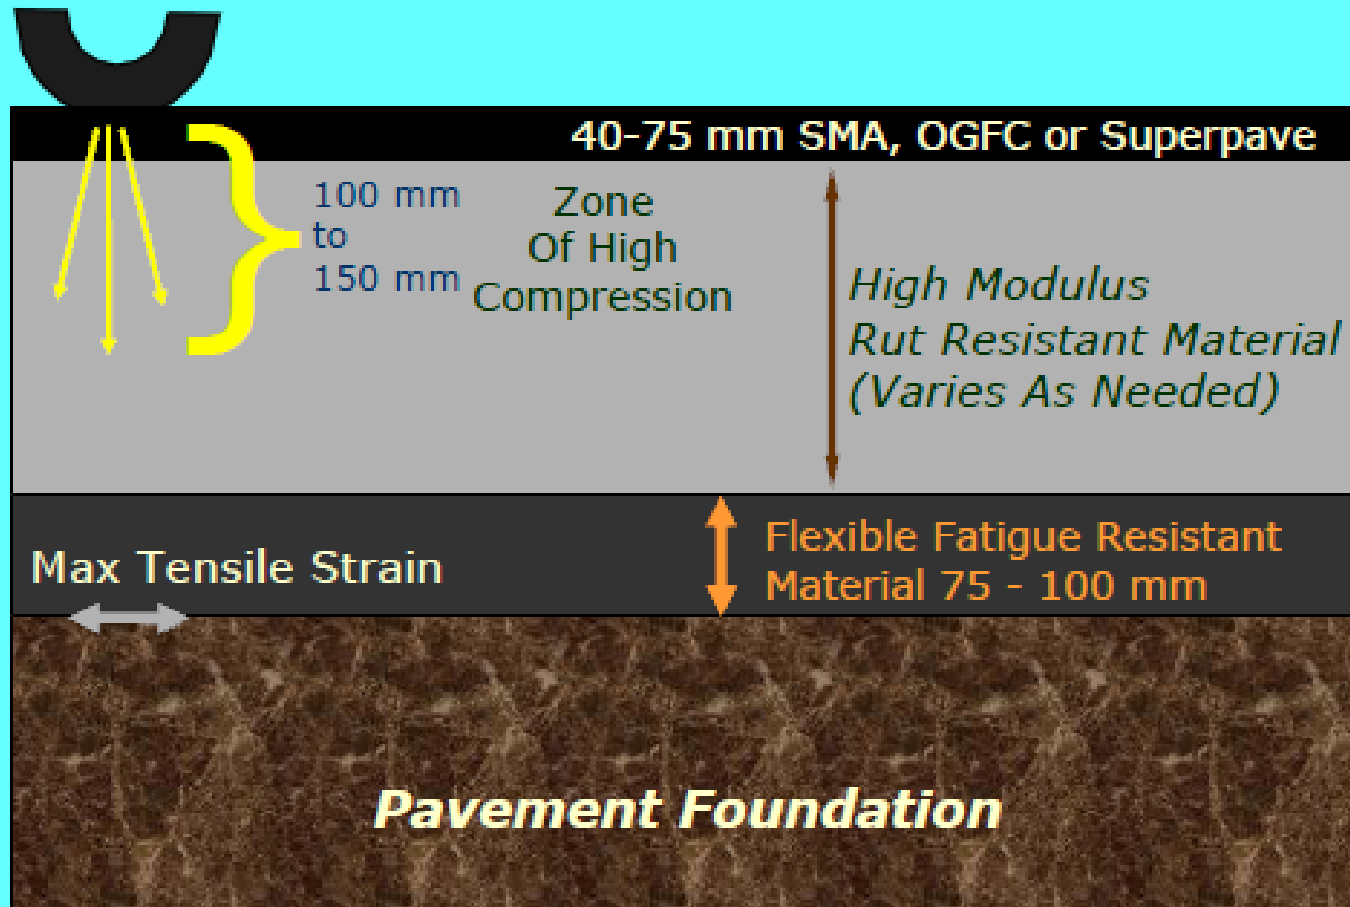 40-75 mm SMA, OGFC or Superpave
100 mm
to
150 mm
Zone
Of High
Compression
High Modulus
Rut Resistant Material
(Varies As Needed)
Max Tensile Strain
Flexible Fatigue Resistant
Material 75 - 100 mm
Pavement Foundation